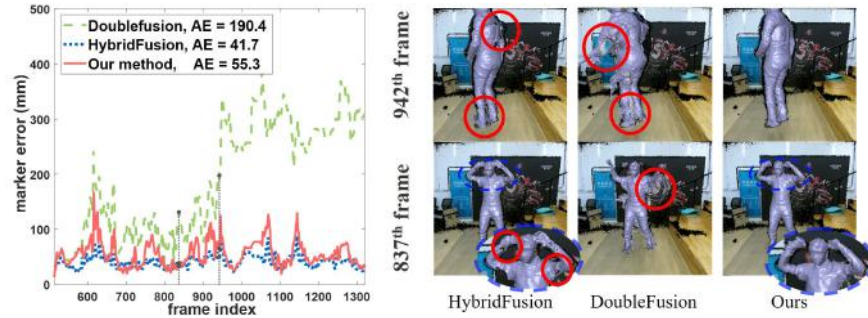 500
400
300
200
100
0
marker error (mm)
Doublefusion, AE = 190.4
HybridFusion, AE = 41.7
Our method, AE = 55.3
600 700 800 900 1000 1100 1200 1300
frame index
942th frame
837th frame
HybridFusion DoubleFusion Ours